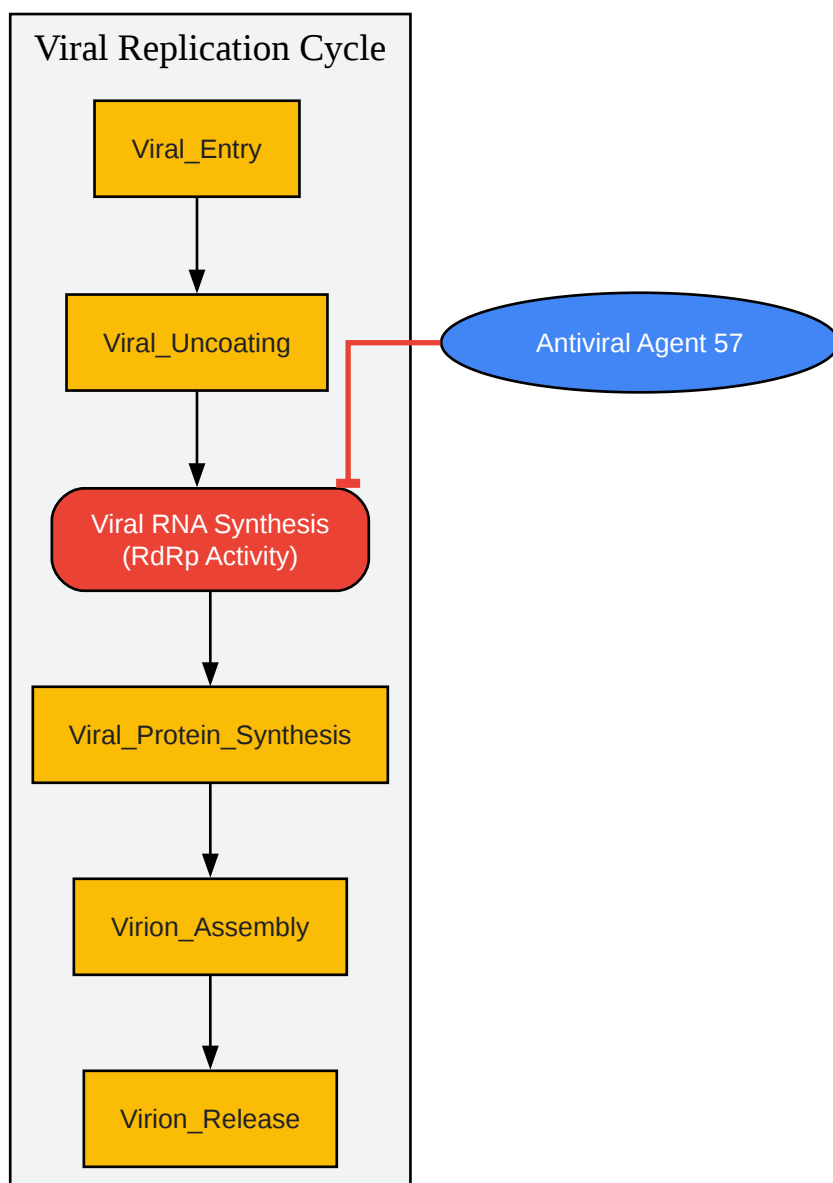 Viral Replication Cycle
Viral_Entry
Viral_Uncoating
Antiviral Agent 57
Viral RNA Synthesis
(RdRp Activity)
Viral_Protein_Synthesis
Virion_Assembly
Virion_Release